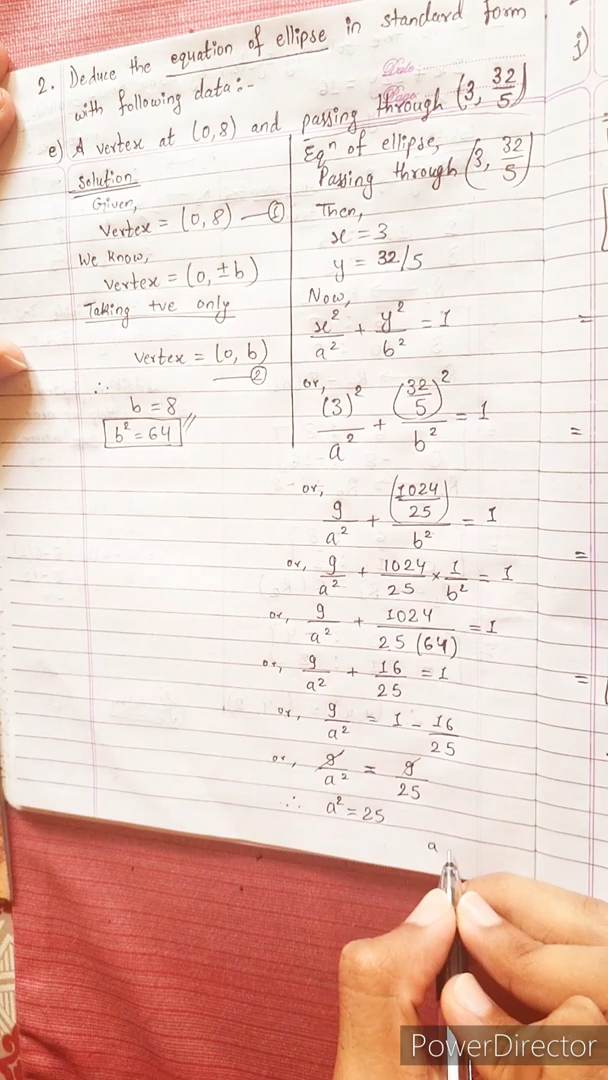 2. Deduce the equation of ellipse in standard form
with following data:-
Date
Page
e) A vertex at (0,8) and passing through (3, 32/5)
Solution
Given,
Vertex = (0,8) — ①
We know,
vertex = (0, ±b)
Taking +ve only
vertex = (0, b)
— ②
∴
b = 8
b² = 64 //
Eqⁿ of ellipse,
Passing through (3, 32/5)
Then,
x = 3
y = 32/5
Now,
x²/a² + y²/b² = 1
or,
(3)²/a² + (32/5)²/b² = 1
or,
9/a² + (1024/25)/b² = 1
or, 9/a² + 1024/25 × 1/b² = 1
or, 9/a² + 1024/25(64) = 1
or, 9/a² + 16/25 = 1
or, 9/a² = 1 - 16/25
or, 9/a² = 9/25
∴ a² = 25
a
j)
PowerDirector